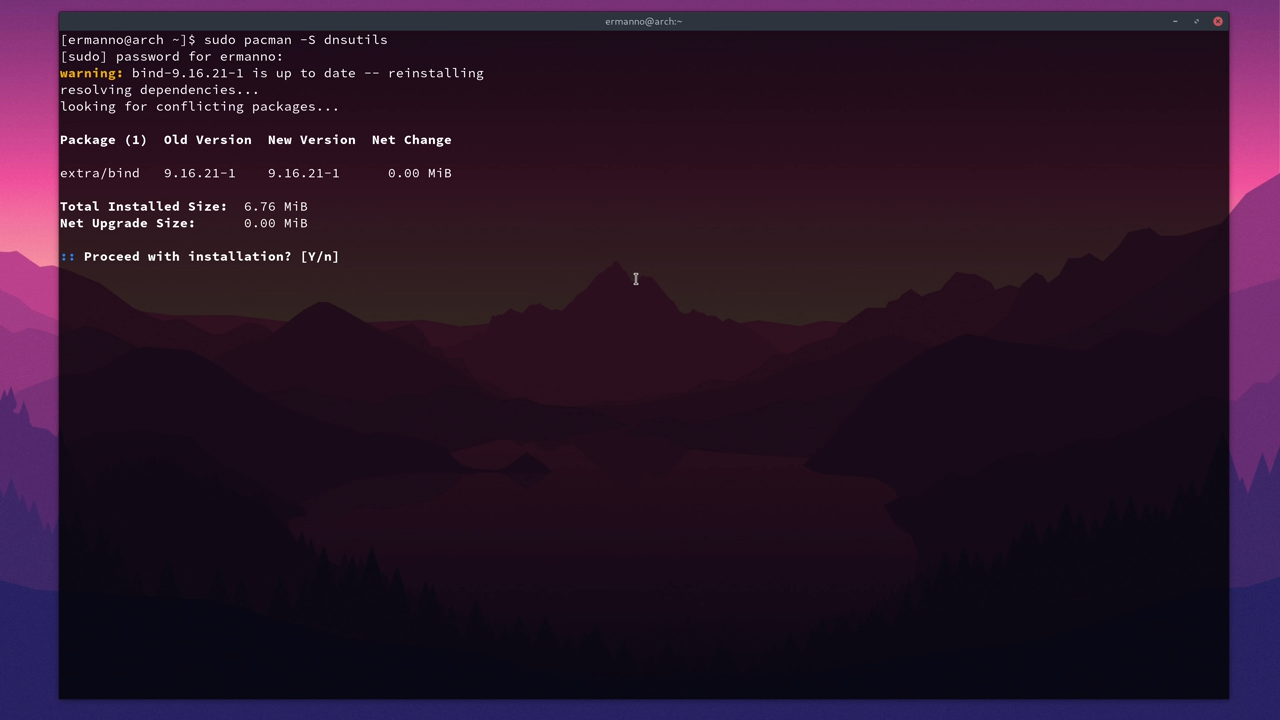 ermanno@arch:~
[ermanno@arch ~]$ sudo pacman -S dnsutils
[sudo] password for ermanno:
warning: bind-9.16.21-1 is up to date -- reinstalling
resolving dependencies...
looking for conflicting packages...
Package (1)  Old Version  New Version  Net Change
extra/bind   9.16.21-1    9.16.21-1      0.00 MiB
Total Installed Size:  6.76 MiB
Net Upgrade Size:      0.00 MiB
:: Proceed with installation? [Y/n]